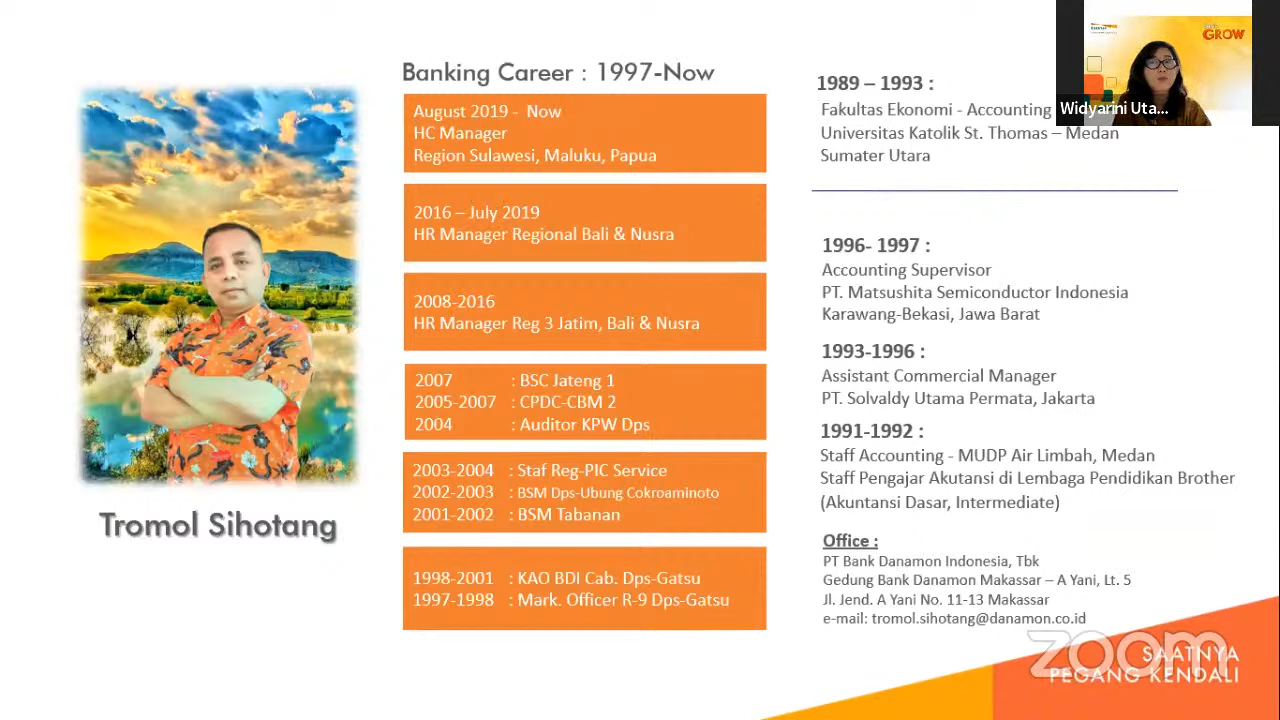 Banking Career : 1997-Now
August 2019 - Now
HC Manager
Region Sulawesi, Maluku, Papua
2016 – July 2019
HR Manager Regional Bali & Nusra
2008-2016
HR Manager Reg 3 Jatim, Bali & Nusra
2007 : BSC Jateng 1
2005-2007 : CPDC-CBM 2
2004 : Auditor KPW Dps
2003-2004 : Staf Reg-PIC Service
2002-2003 : BSM Dps-Ubung Cokroaminoto
2001-2002 : BSM Tabanan
1998-2001 : KAO BDI Cab. Dps-Gatsu
1997-1998 : Mark. Officer R-9 Dps-Gatsu
Tromol Sihotang
1989 – 1993 :
Fakultas Ekonomi - Accounting
Universitas Katolik St. Thomas – Medan
Sumater Utara
1996- 1997 :
Accounting Supervisor
PT. Matsushita Semiconductor Indonesia
Karawang-Bekasi, Jawa Barat
1993-1996 :
Assistant Commercial Manager
PT. Solvaldy Utama Permata, Jakarta
1991-1992 :
Staff Accounting - MUDP Air Limbah, Medan
Staff Pengajar Akutansi di Lembaga Pendidikan Brother
(Akuntansi Dasar, Intermediate)
Office :
PT Bank Danamon Indonesia, Tbk
Gedung Bank Danamon Makassar – A Yani, Lt. 5
Jl. Jend. A Yani No. 11-13 Makassar
e-mail: tromol.sihotang@danamon.co.id
GROW
Widyarini Uta...
zoom
SAATNYA
PEGANG KENDALI